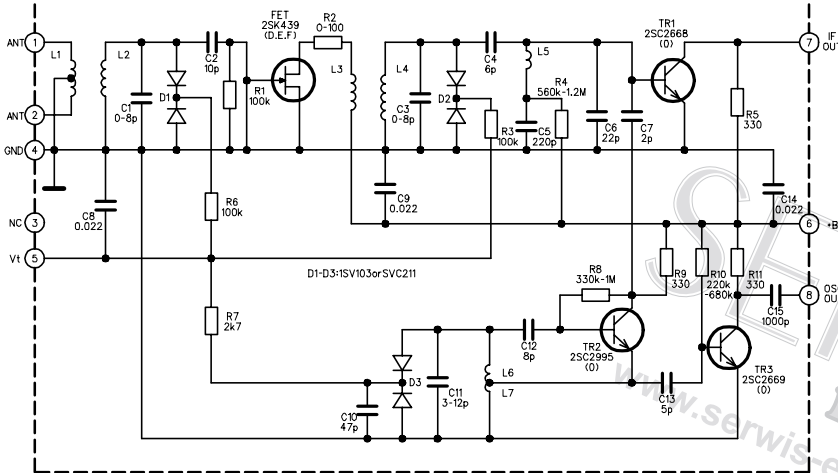 ANT 1
ANT 2
GND 4
NC 3
Vt 5
L1
L2
C1
0-8p
D1
C2
10p
R1
100k
FET
2SK439
(D.E.F)
R2
0-100
L3
L4
C3
0-8p
D2
C4
6p
L5
R3
100k
C5
220p
R4
560k-1.2M
C6
22p
C7
2p
TR1
2SC2668
(O)
R5
330
7 IF
OUT
C8
0.022
R6
100k
C9
0.022
C14
0.022
6 +B
D1-D3:1SV103orSVC211
R7
2k7
R8
330k-1M
R9
330
R10
220k
-680k
R11
330
C15
1000p
8 OSC
OUT
C10
47p
D3
C11
3-12p
C12
8p
L6
L7
TR2
2SC2995
(O)
C13
5p
TR3
2SC2669
(O)
www.serwis-e